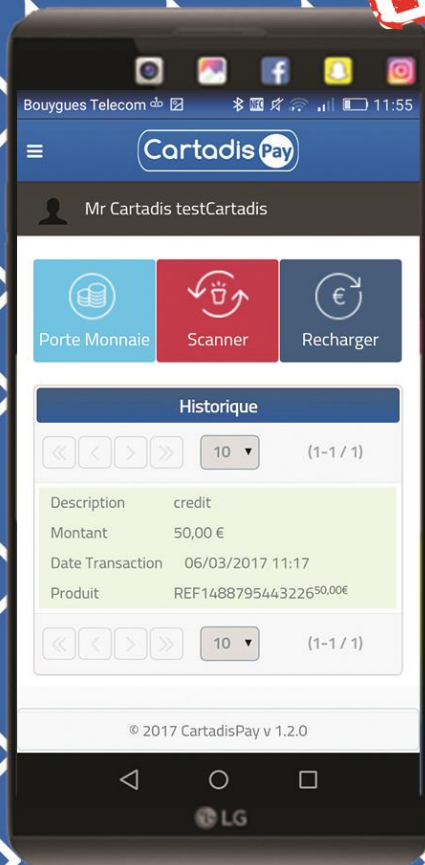 Bouygues Telecom 11:55
Cartadis Pay
Mr Cartadis testCartadis
Porte Monnaie Scanner Recharger
Historique
10 (1-1 / 1)
Description credit
Montant 50,00 €
Date Transaction 06/03/2017 11:17
Produit REF1488795443226 50,00€
10 (1-1 / 1)
© 2017 CartadisPay v 1.2.0
LG